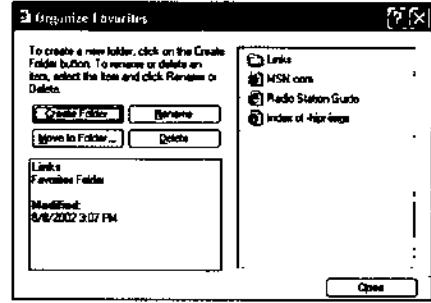 Organize Favorites
To create a new folder, click on the Create
Folder button. To rename or delete an
item, select the item and click Rename or
Delete.
Create Folder
Rename
Move to Folder...
Delete
Links
Favorites Folder
Modified:
8/8/2002 3:07 PM
Links
MSN.com
Radio Station Guide
Index of
Close